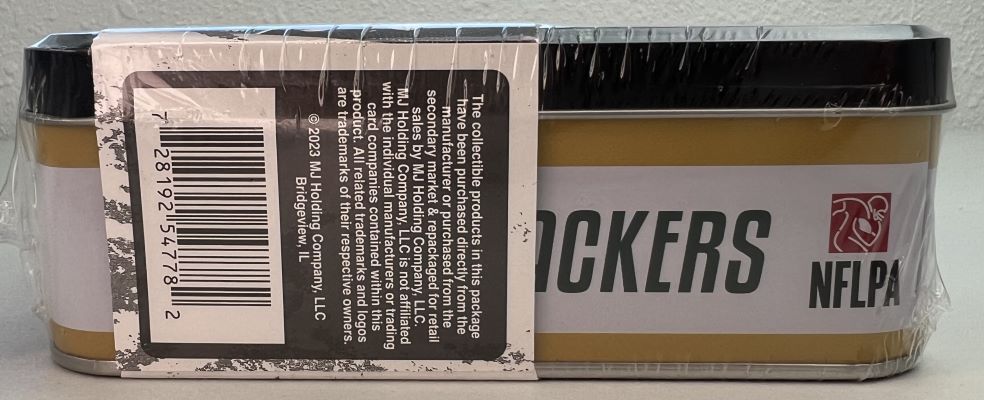 The collectible products in this package
have been purchased directly from the
manufacturer or purchased from the
secondary market & repackaged for retail
sales by MJ Holding Company, LLC.
MJ Holding Company, LLC is not affiliated
with the individual manufacturers or trading
card companies contained within this
product. All related trademarks and logos
are trademarks of their respective owners.
© 2023 MJ Holding Company, LLC
Bridgeview, IL
7 28192 54778 2
ACKERS
NFLPA